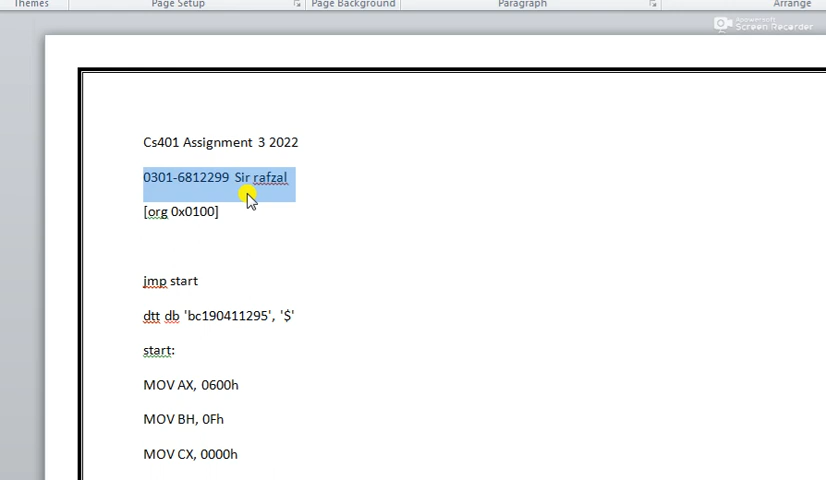 Themes Page Setup Page Background Paragraph Arrange
Apowersoft
Screen Recorder
Cs401 Assignment 3 2022
0301-6812299 Sir rafzal
[org 0x0100]
jmp start
dtt db 'bc190411295', '$'
start:
MOV AX, 0600h
MOV BH, 0Fh
MOV CX, 0000h